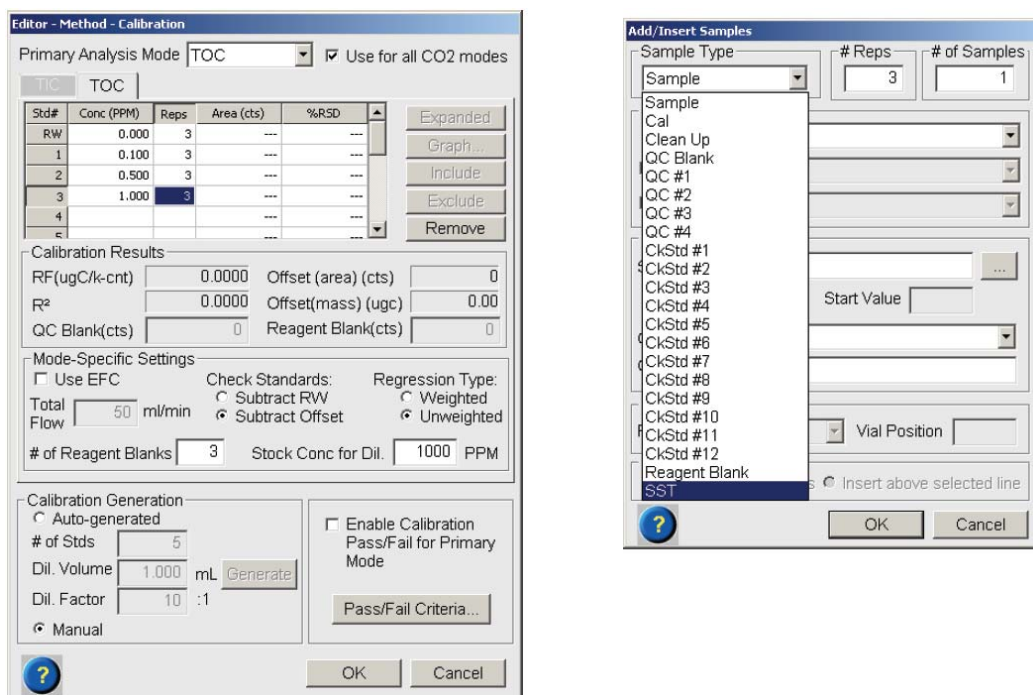 Editor - Method - Calibration
Primary Analysis Mode TOC Use for all CO2 modes
TIC TOC
Std# Conc (PPM) Reps Area (cts) %RSD
RW 0.000 3 --- ---
1 0.100 3 --- ---
2 0.500 3 --- ---
3 1.000 3 --- ---
4 --- ---
5 --- ---
Expanded
Graph...
Include
Exclude
Remove
Calibration Results
RF(ugC/k-cnt) 0.0000 Offset (area) (cts) 0
R² 0.0000 Offset(mass) (ugc) 0.00
QC Blank(cts) 0 Reagent Blank(cts) 0
Mode-Specific Settings
Use EFC Check Standards: Regression Type:
Subtract RW Weighted
Total Flow 50 ml/min Subtract Offset Unweighted
# of Reagent Blanks 3 Stock Conc for Dil. 1000 PPM
Calibration Generation
Auto-generated
# of Stds 5
Dil. Volume 1.000 mL Generate
Dil. Factor 10 :1
Manual
Enable Calibration
Pass/Fail for Primary
Mode
Pass/Fail Criteria...
? OK Cancel
Add/Insert Samples
Sample Type # Reps # of Samples
Sample 3 1
Sample
Cal
Clean Up
QC Blank
QC #1
QC #2
QC #3
QC #4
CkStd #1
CkStd #2
CkStd #3
CkStd #4
CkStd #5
CkStd #6
CkStd #7
CkStd #8
CkStd #9
CkStd #10
CkStd #11
CkStd #12
Reagent Blank
SST
...
Start Value
Vial Position
Insert above selected line
? OK Cancel